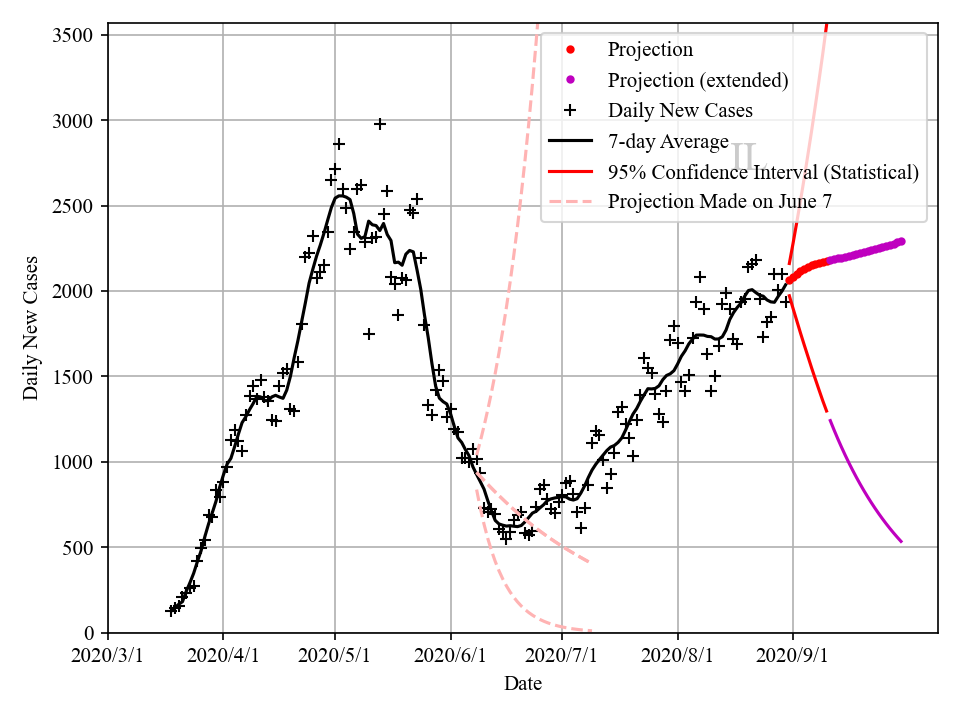 3500
3000
2500
2000
1500
1000
500
0
Daily New Cases
Projection
Projection (extended)
Daily New Cases
7-day Average
95% Confidence Interval (Statistical)
Projection Made on June 7
IL
2020/3/1 2020/4/1 2020/5/1 2020/6/1 2020/7/1 2020/8/1 2020/9/1
Date